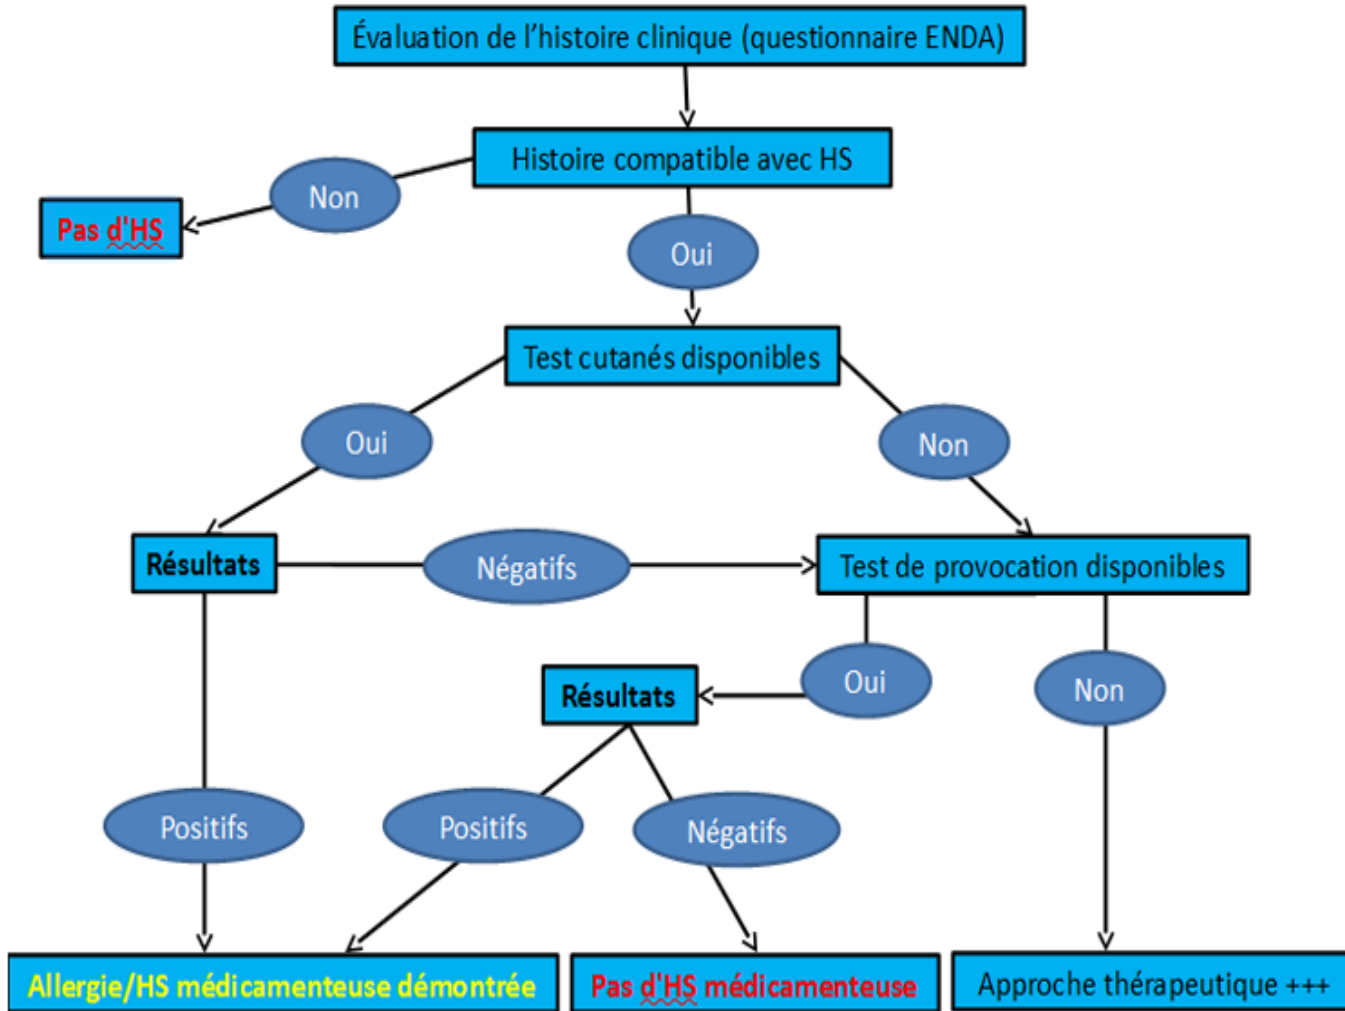 Évaluation de l'histoire clinique (questionnaire ENDA)
Histoire compatible avec HS
Non
Pas d'HS
Oui
Test cutanés disponibles
Oui
Non
Résultats
Négatifs
Test de provocation disponibles
Oui
Non
Résultats
Positifs
Positifs
Négatifs
Allergie/HS médicamenteuse démontrée
Pas d'HS médicamenteuse
Approche thérapeutique +++